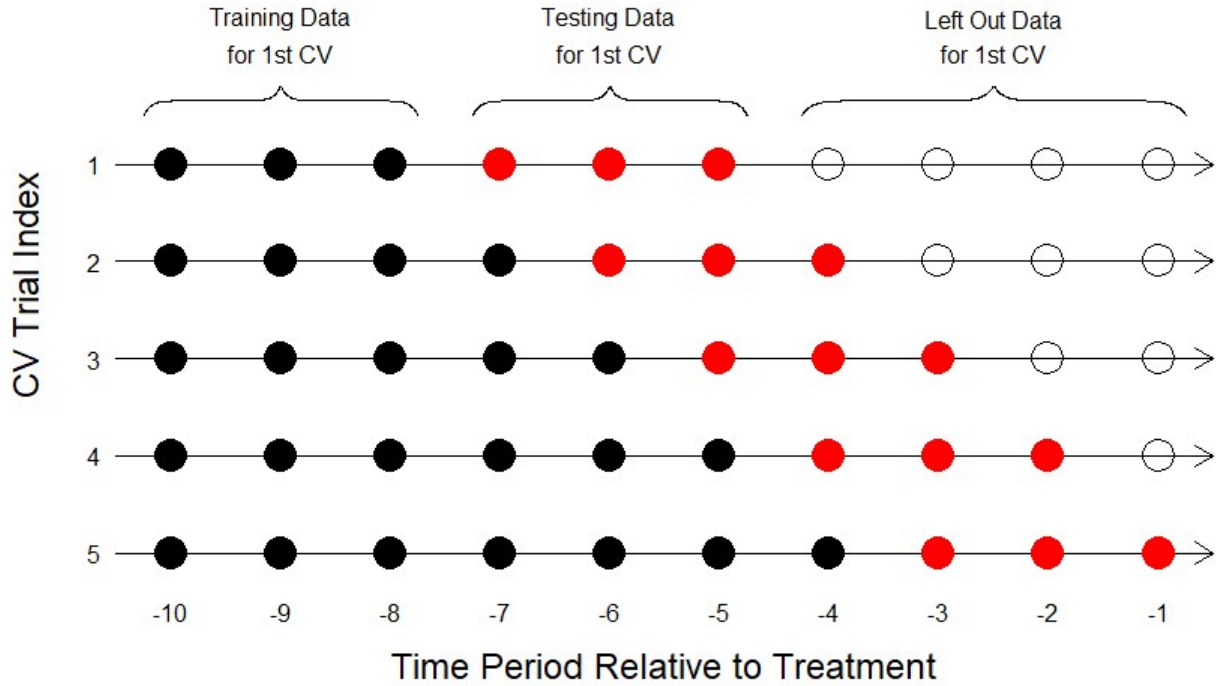 Training Data
for 1st CV
Testing Data
for 1st CV
Left Out Data
for 1st CV
CV Trial Index
1
2
3
4
5
-10 -9 -8 -7 -6 -5 -4 -3 -2 -1
Time Period Relative to Treatment